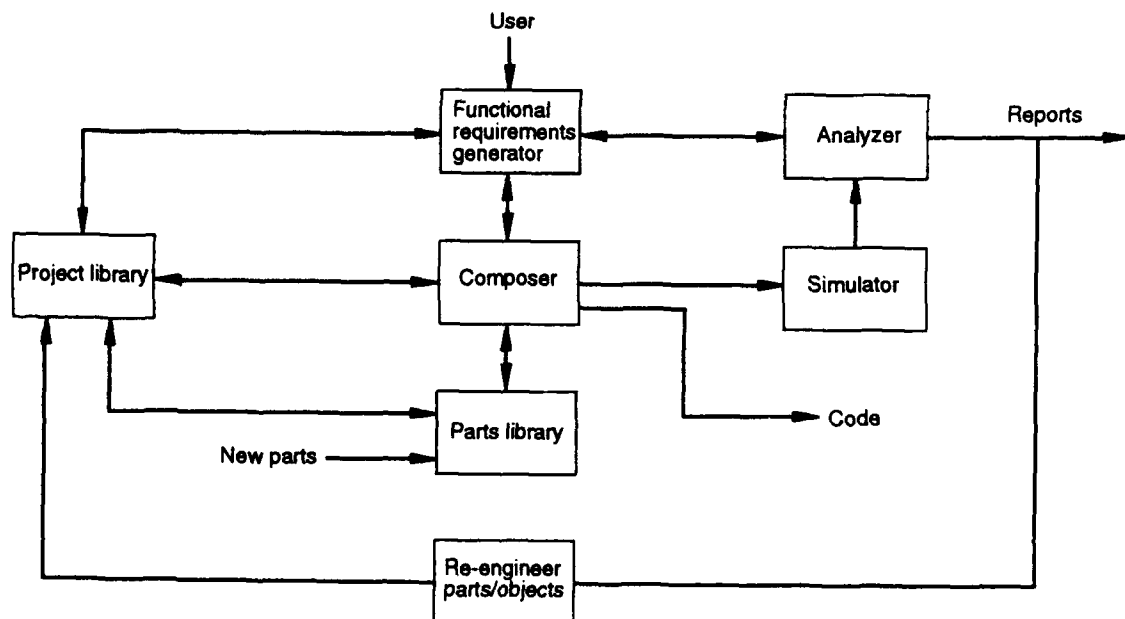 User
Functional
requirements
generator
Analyzer
Reports
Project library
Composer
Simulator
Parts library
Code
New parts
Re-engineer
parts/objects